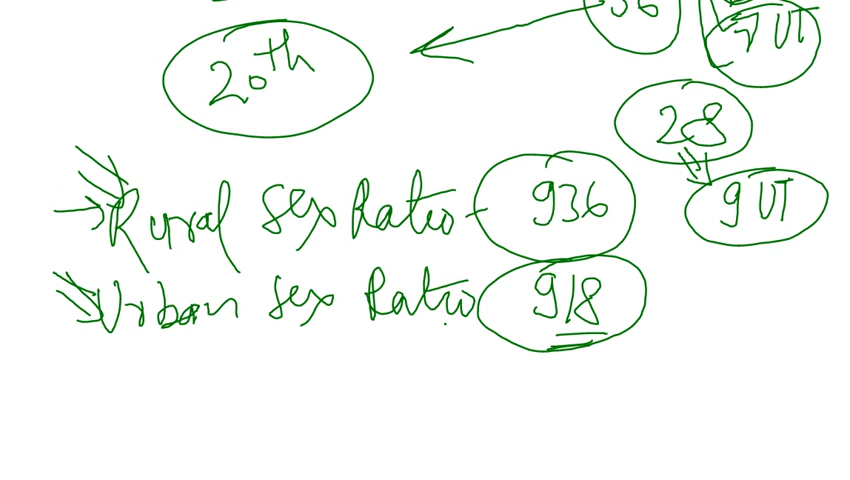 36
7 UT
20th
28
9 UT
Rural Sex Ratio - 936
Urban Sex Ratio 918